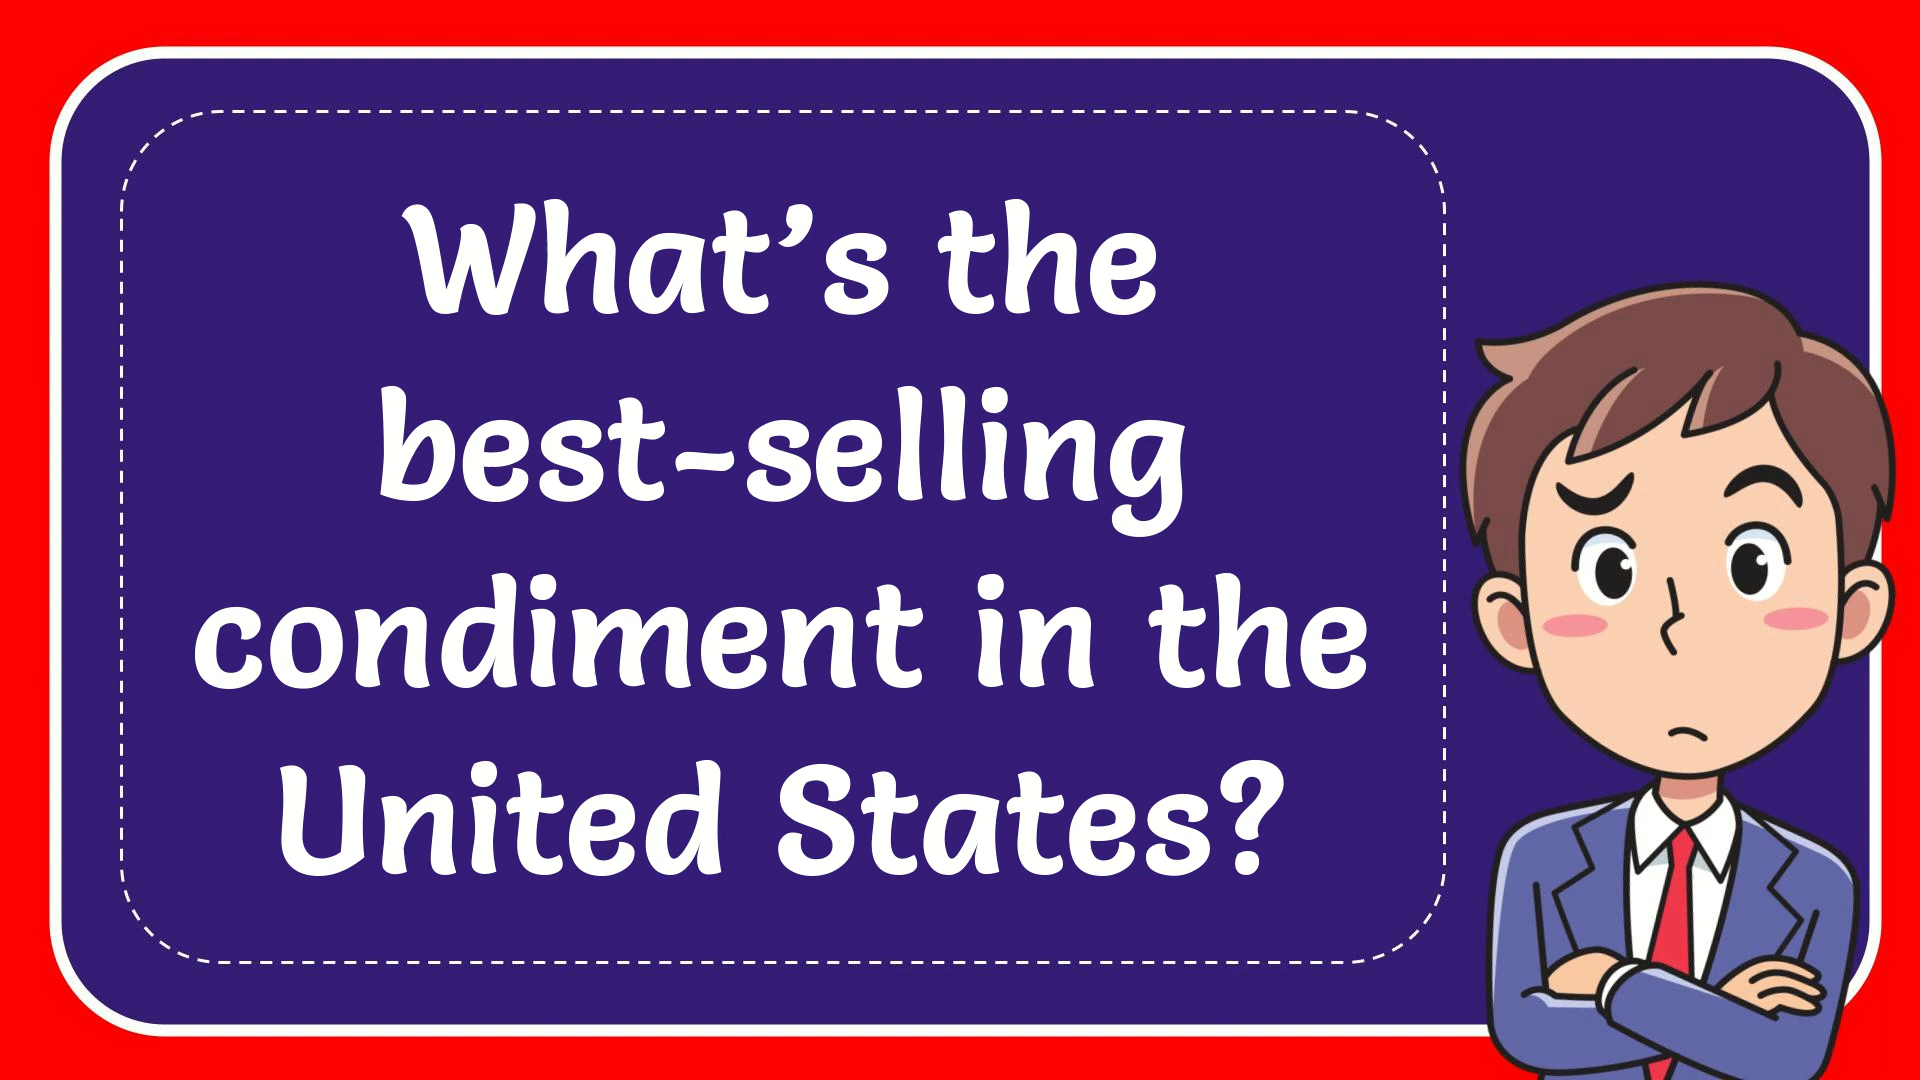 What’s the
best-selling
condiment in the
United States?